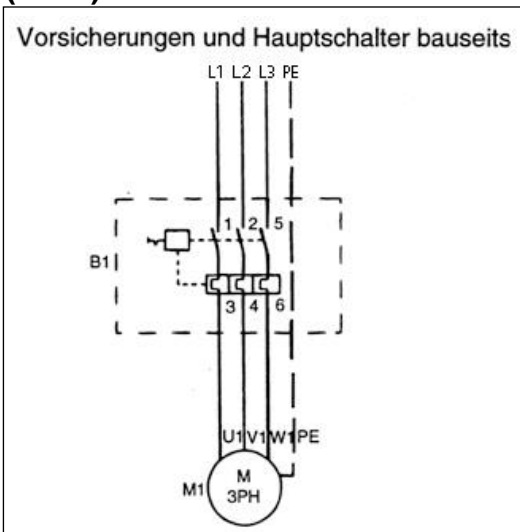 Vorsicherungen und Hauptschalter bauseits
L1 L2 L3 PE
1 2 5
B1
3 4 6
U1 V1 W1 PE
M1
M
3PH